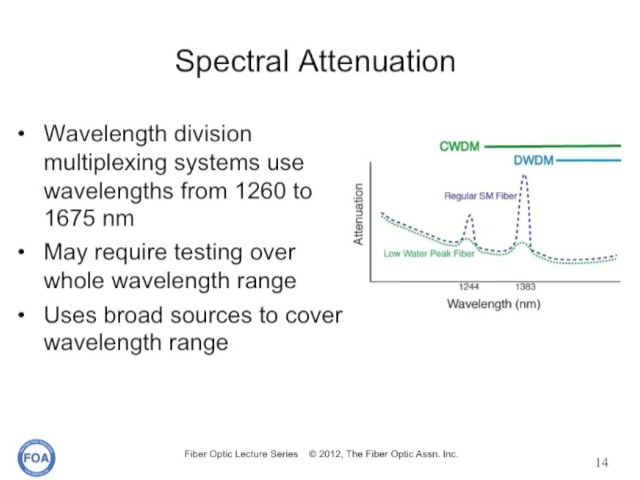 Spectral Attenuation
• Wavelength division
multiplexing systems use
wavelengths from 1260 to
1675 nm
• May require testing over
whole wavelength range
• Uses broad sources to cover
wavelength range
CWDM
DWDM
Regular SM Fiber
Attenuation
Low Water Peak Fiber
1244 1383
Wavelength (nm)
FOA
Fiber Optic Lecture Series © 2012, The Fiber Optic Assn. Inc.
14